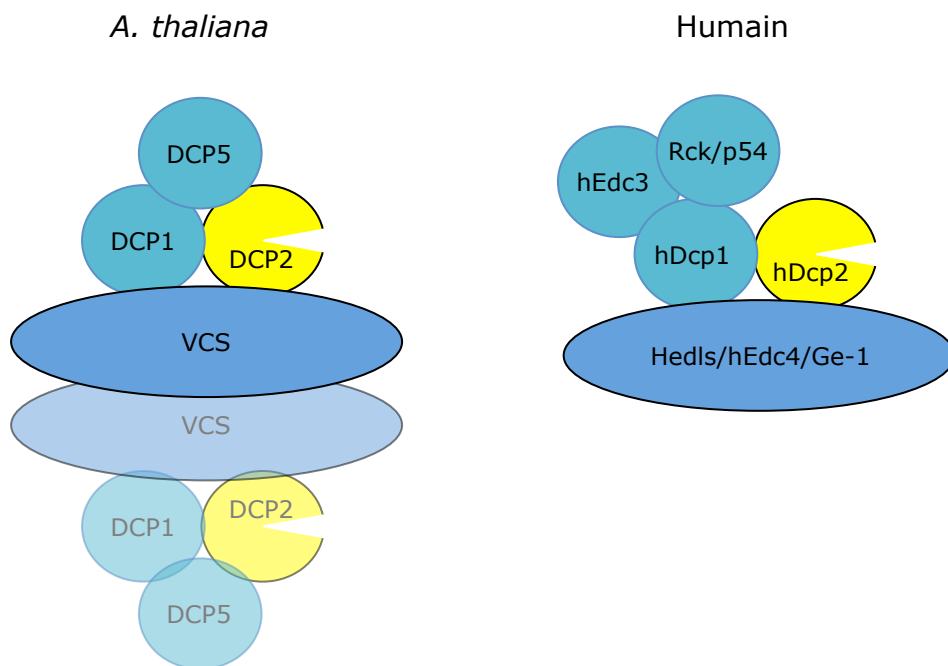 A. thaliana
DCP5
DCP1
DCP2
VCS
VCS
DCP1
DCP2
DCP5
Humain
hEdc3
Rck/p54
hDcp1
hDcp2
Hedls/hEdc4/Ge-1